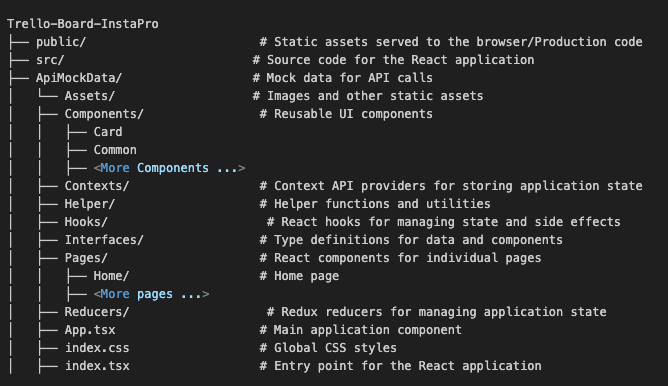 Trello-Board-InstaPro
├── public/                        # Static assets served to the browser/Production code
├── src/                          # Source code for the React application
├── ApiMockData/                  # Mock data for API calls
│   └── Assets/                   # Images and other static assets
│   ├── Components/                # Reusable UI components
│   │   ├── Card
│   │   ├── Common
│   │   ├── <More Components ...>
│   ├── Contexts/                  # Context API providers for storing application state
│   ├── Helper/                    # Helper functions and utilities
│   ├── Hooks/                      # React hooks for managing state and side effects
│   ├── Interfaces/                # Type definitions for data and components
│   ├── Pages/                     # React components for individual pages
│   │   ├── Home/                  # Home page
│   │   ├── <More pages ...>
│   ├── Reducers/                   # Redux reducers for managing application state
│   ├── App.tsx                    # Main application component
│   ├── index.css                  # Global CSS styles
│   ├── index.tsx                  # Entry point for the React application